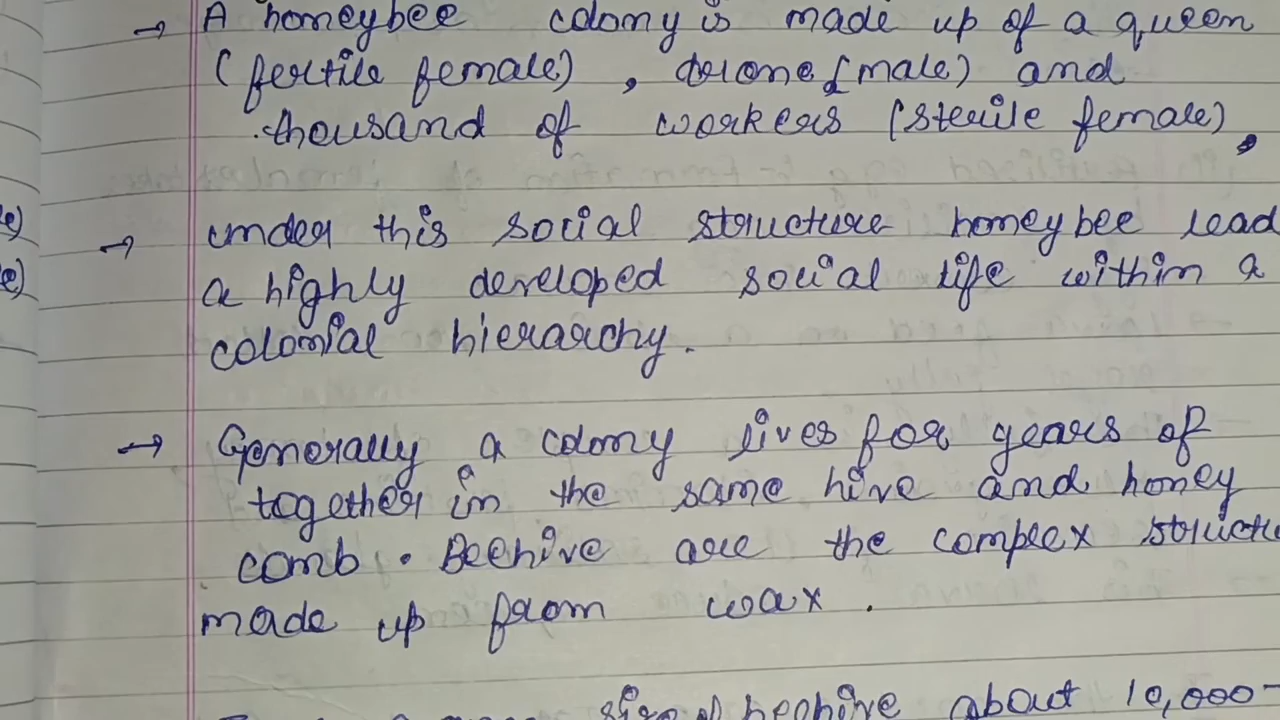 → A honeybee colony is made up of a queen
(fertile female), drone (male) and
thousand of workers (sterile female),
e)
→ under this social structure honeybee lead
e)
a highly developed social life within a
colonial hierarchy.
→ Generally a colony lives for years of
together in the same hive and honey
comb. Beehive are the complex structu
made up from wax.
size of beehive about 10,000-